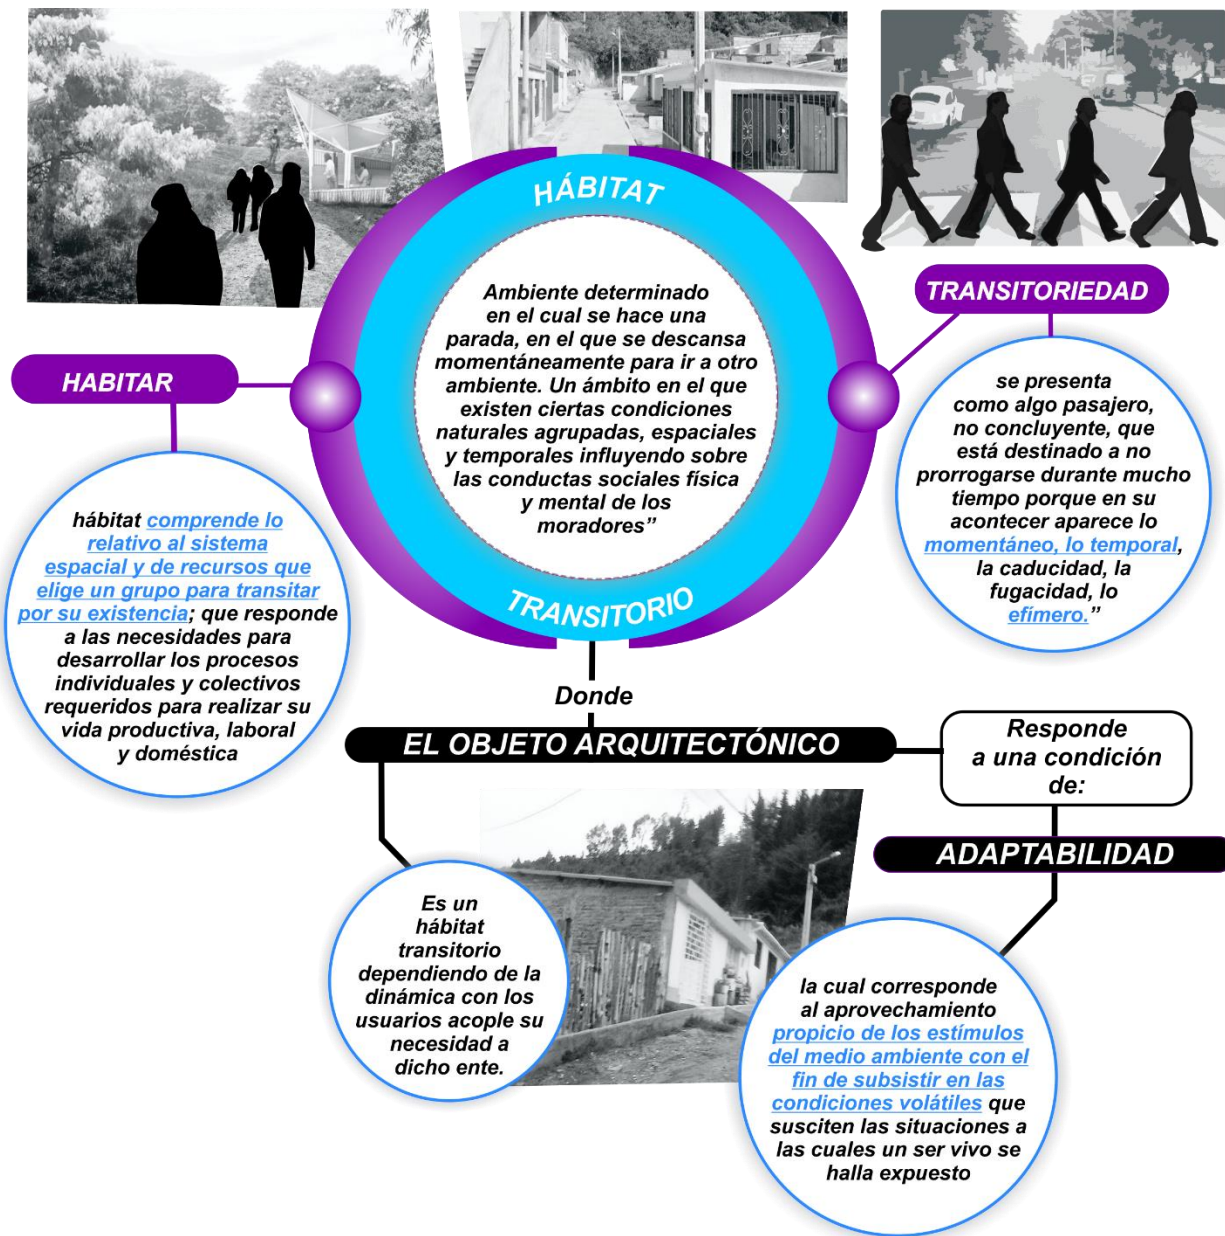 HÁBITAT
Ambiente determinado
en el cual se hace una
parada, en el que se descansa
momentáneamente para ir a otro
ambiente. Un ámbito en el que
existen ciertas condiciones
naturales agrupadas, espaciales
y temporales influyendo sobre
las conductas sociales física
y mental de los
moradores”
TRANSITORIO
HABITAR
hábitat comprende lo
relativo al sistema
espacial y de recursos que
elige un grupo para transitar
por su existencia; que responde
a las necesidades para
desarrollar los procesos
individuales y colectivos
requeridos para realizar su
vida productiva, laboral
y doméstica
TRANSITORIEDAD
se presenta
como algo pasajero,
no concluyente, que
está destinado a no
prorrogarse durante mucho
tiempo porque en su
acontecer aparece lo
momentáneo, lo temporal,
la caducidad, la
fugacidad, lo
efímero.”
Donde
EL OBJETO ARQUITECTÓNICO
Es un
hábitat
transitorio
dependiendo de la
dinámica con los
usuarios acople su
necesidad a
dicho ente.
Responde
a una condición
de:
ADAPTABILIDAD
la cual corresponde
al aprovechamiento
propicio de los estímulos
del medio ambiente con el
fin de subsistir en las
condiciones volátiles que
susciten las situaciones a
las cuales un ser vivo se
halla expuesto